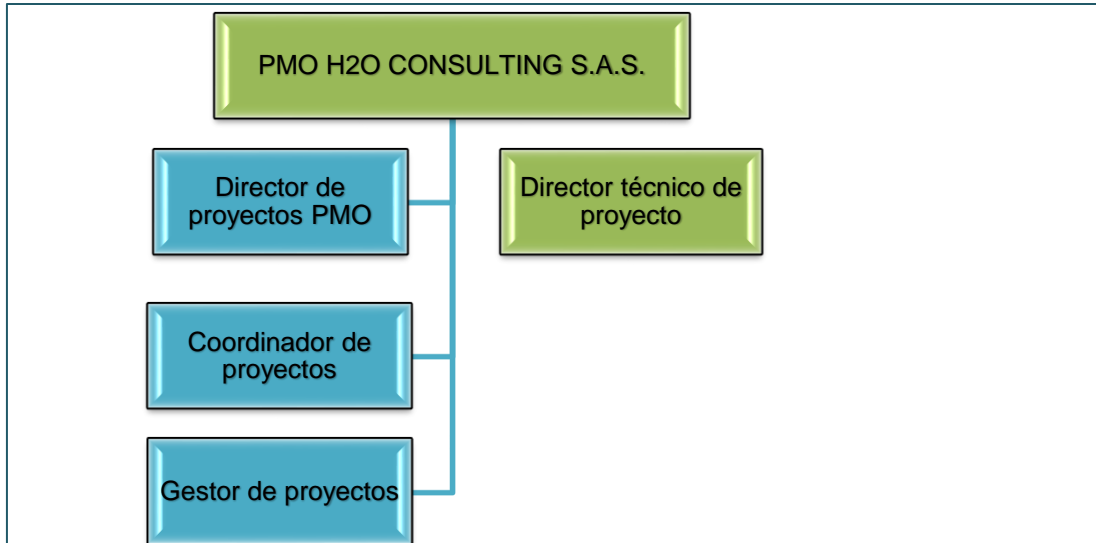 PMO H2O CONSULTING S.A.S.
Director de
proyectos PMO
Director técnico de
proyecto
Coordinador de
proyectos
Gestor de proyectos